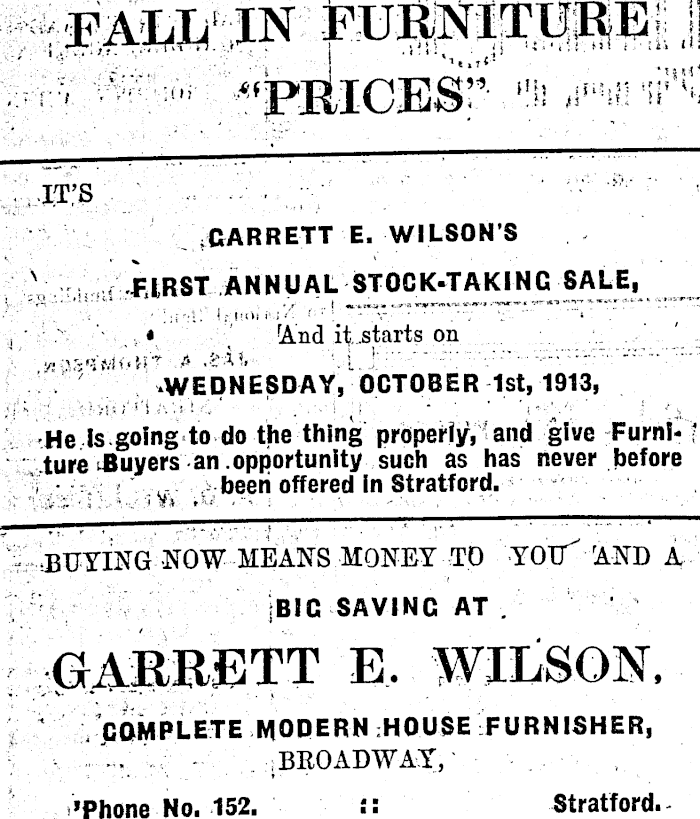 FALL IN FURNITURE
"PRICES"
IT'S
GARRETT E. WILSON'S
FIRST ANNUAL STOCK-TAKING SALE,
And it starts on
WEDNESDAY, OCTOBER 1st, 1913,
He is going to do the thing properly, and give Furni-
ture Buyers an opportunity such as has never before
been offered in Stratford.
BUYING NOW MEANS MONEY TO YOU AND A
BIG SAVING AT
GARRETT E. WILSON,
COMPLETE MODERN HOUSE FURNISHER,
BROADWAY,
'Phone No. 152. :: Stratford.